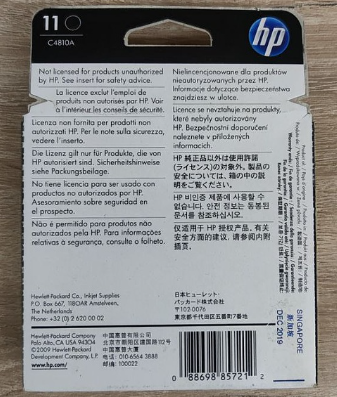 11
C4810A
hp
Not licensed for products unauthorized
by HP. See insert for safety advice.
La licence exclut l'emploi de
produits non autorisés par HP. Voir
à l'intérieur les conseils de sécurité.
Licenza non fornita per prodotti non
autorizzati HP. Per le note sulla sicurezza,
vedere l'inserto.
Die Lizenz gilt nur für Produkte, die von
HP autorisiert sind. Sicherheitshinweise
siehe Packungsbeilage.
No tiene licencia para ser usado con
productos no autorizados por HP.
Asesoramiento sobre seguridad en
el prospecto.
Não é permitido para produtos não
autorizados pela HP. Para informações
relativas à segurança, consulte o folheto.
Nielicencjonowane dla produktów
nieautoryzowanych przez HP.
Informacje dotyczące bezpieczeństwa
znajdziesz w ulotce.
Licence se nevztahuje na produkty,
které nebyly autorizovány
HP. Bezpečnostní doporučení
naleznete v přiložených
informacích.
HP 純正品以外は使用許諾
(ライセンス)の対象外。製品の
安全については、箱の中の説
明をご覧ください。
HP 미인증 제품에 사용할 수
없습니다. 안전 정보는 동봉된
문서를 참조하십시오.
仅适用于 HP 授权产品。有关
安全方面的建议,请参阅内附
插页。
SINGAPORE
新加坡
DEC 2019
Hewlett-Packard Co., Inkjet Supplies
P.O. Box 667, 1180AR Amstelveen,
The Netherlands
Phone: +32 (0) 2 620 00 02
日本ヒューレット・
パッカード株式会社
〒102-0076
東京都千代田区五番町7番地
Hewlett-Packard Company
Palo Alto, CA USA 94304
© 2009 Hewlett-Packard
Development Company, L.P.
www.hp.com/
中国惠普有限公司
北京市朝阳区建国路112号
中国惠普大厦
电话: 010-6564 3888
邮编: 100022
0 88698 85721 2